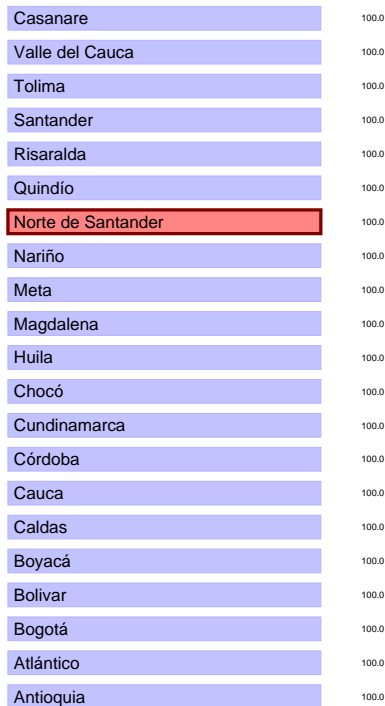 Casanare 100.0
Valle del Cauca 100.0
Tolima 100.0
Santander 100.0
Risaralda 100.0
Quindío 100.0
Norte de Santander 100.0
Nariño 100.0
Meta 100.0
Magdalena 100.0
Huila 100.0
Chocó 100.0
Cundinamarca 100.0
Córdoba 100.0
Cauca 100.0
Caldas 100.0
Boyacá 100.0
Bolivar 100.0
Bogotá 100.0
Atlántico 100.0
Antioquia 100.0